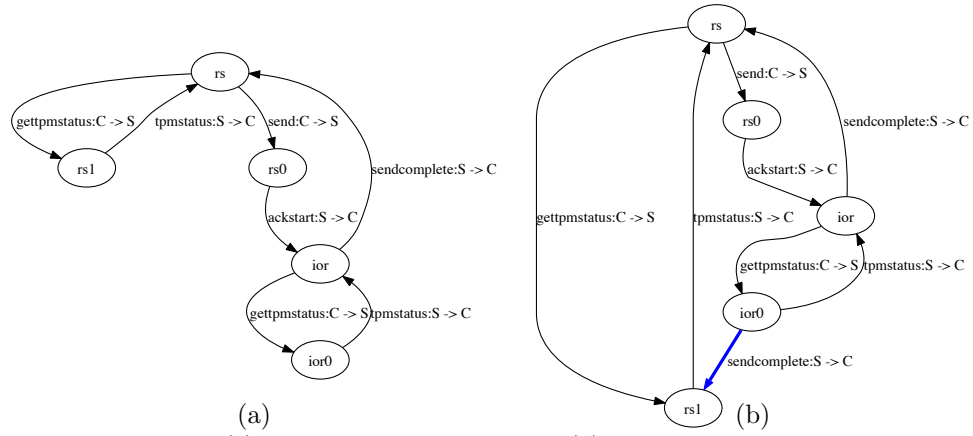 rs
gettpmstatus:C -> S
tpmstatus:S -> C
send:C -> S
rs1
rs0
sendcomplete:S -> C
ackstart:S -> C
ior
gettpmstatus:C -> S
tpmstatus:S -> C
ior0
(a)
rs
send:C -> S
rs0
sendcomplete:S -> C
ackstart:S -> C
gettpmstatus:C -> S
tpmstatus:S -> C
ior
gettpmstatus:C -> S
tpmstatus:S -> C
ior0
sendcomplete:S -> C
rs1
(b)